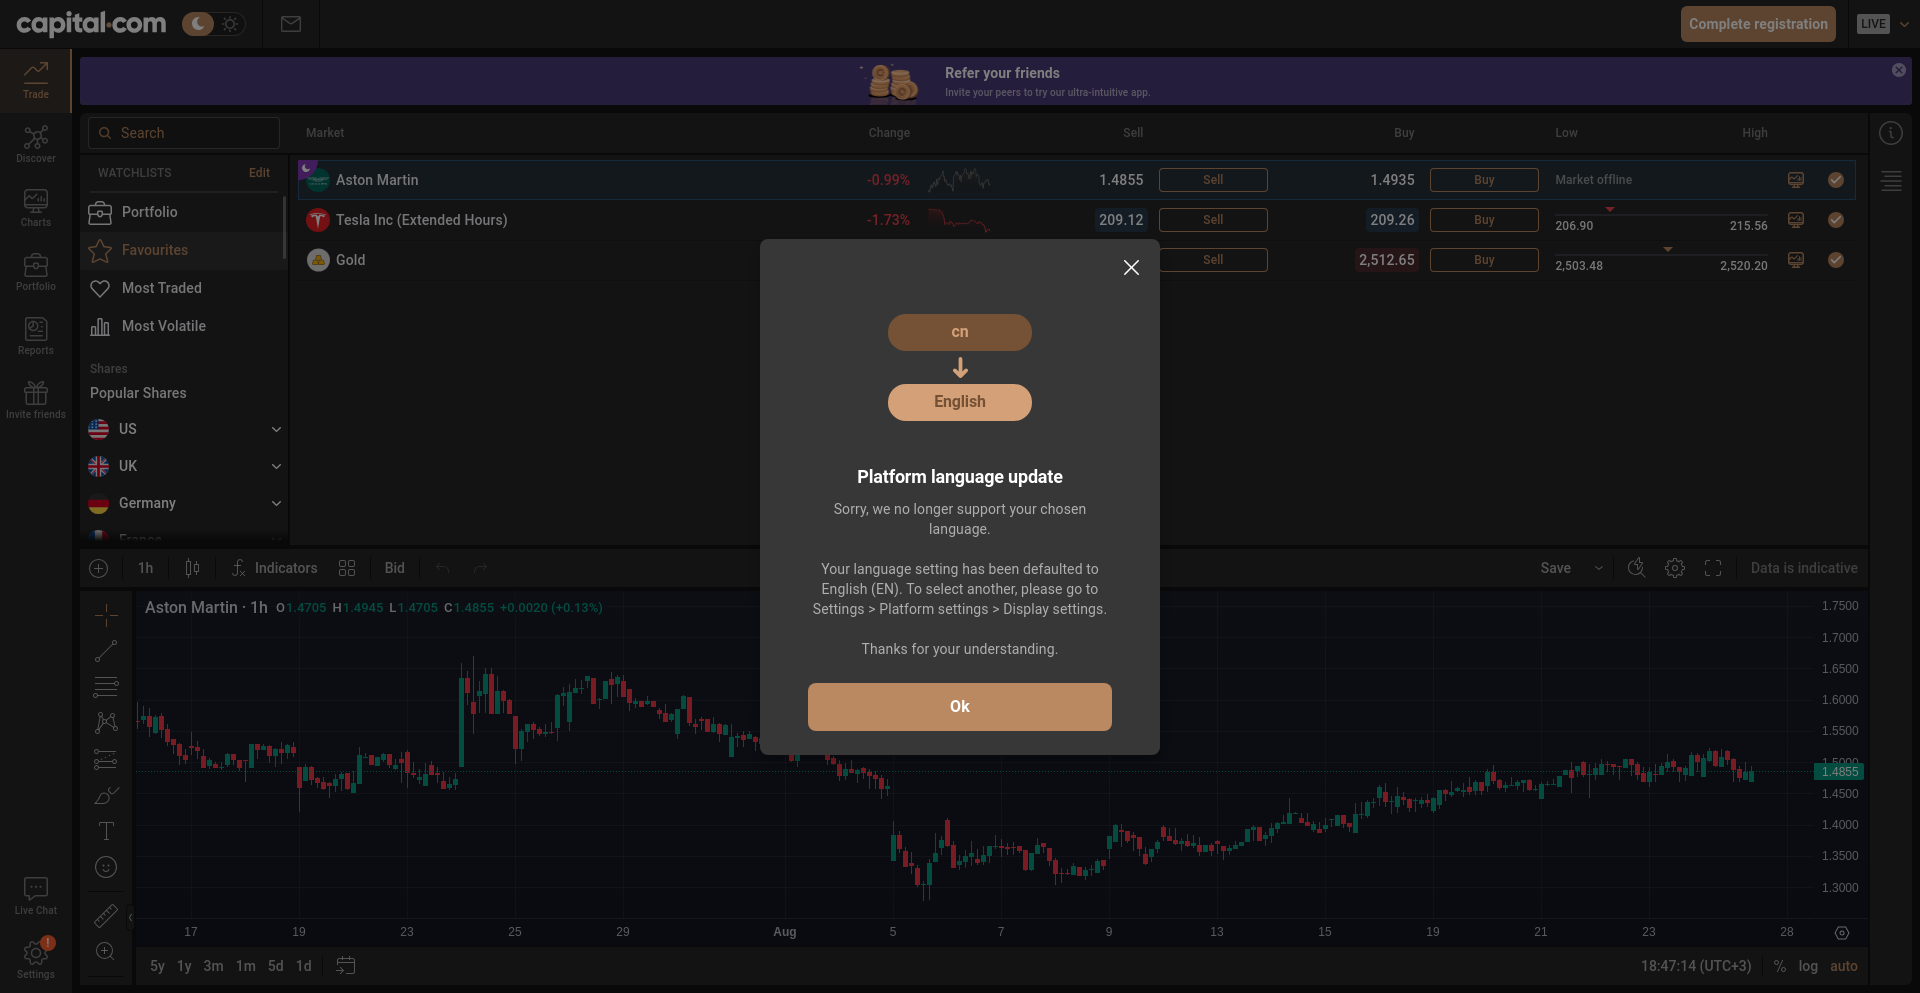 capital.com
Complete registration
LIVE
Trade
Discover
Charts
Portfolio
Reports
Invite friends
Live Chat
!
Settings
Refer your friends
Invite your peers to try our ultra-intuitive app.
Search
Market Change Sell Buy Low High
WATCHLISTS Edit
Portfolio
Favourites
Most Traded
Most Volatile
Shares
Popular Shares
US
UK
Germany
France
Aston Martin -0.99% 1.4855 Sell 1.4935 Buy Market offline
Tesla Inc (Extended Hours) -1.73% 209.12 Sell 209.26 Buy 206.90 215.56
Gold Sell 2,512.65 Buy 2,503.48 2,520.20
cn
English
Platform language update
Sorry, we no longer support your chosen
language.
Your language setting has been defaulted to
English (EN). To select another, please go to
Settings > Platform settings > Display settings.
Thanks for your understanding.
Ok
1h Indicators Bid Save Data is indicative
Aston Martin · 1h O1.4705 H1.4945 L1.4705 C1.4855 +0.0020 (+0.13%)
1.7500
1.7000
1.6500
1.6000
1.5500
1.5000
1.4855
1.4500
1.4000
1.3500
1.3000
17 19 23 25 29 Aug 5 7 9 13 15 19 21 23 28
5y 1y 3m 1m 5d 1d 18:47:14 (UTC+3) % log auto